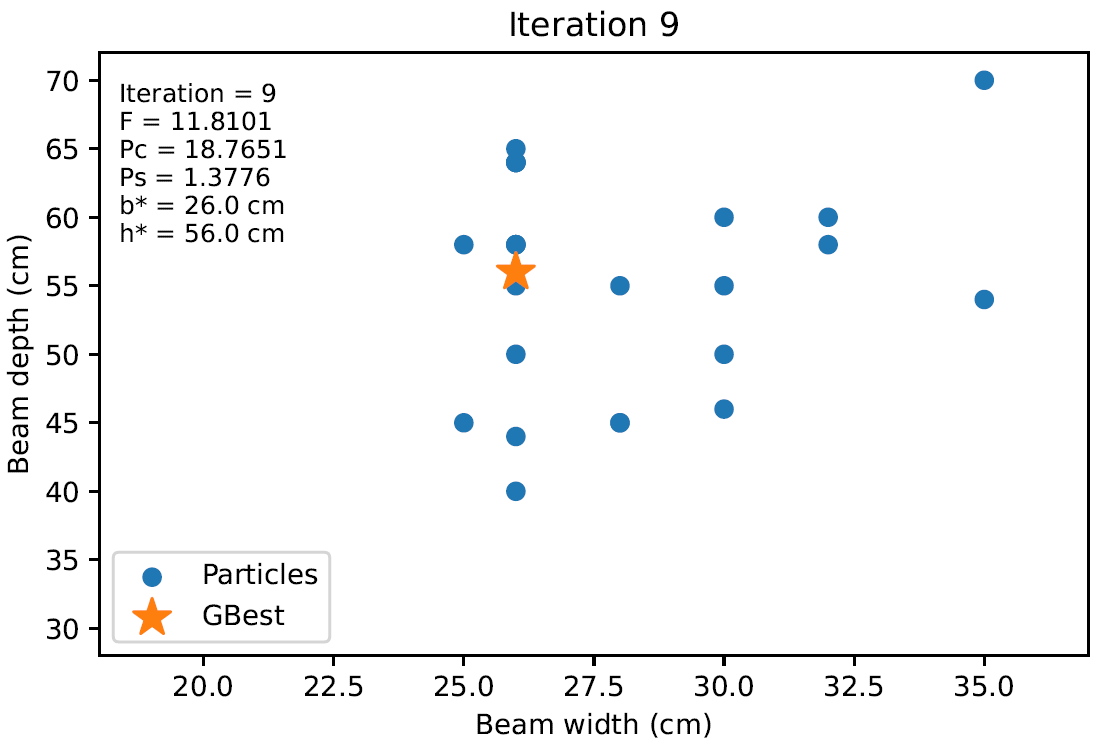 Iteration 9
Iteration = 9
F = 11.8101
Pc = 18.7651
Ps = 1.3776
b* = 26.0 cm
h* = 56.0 cm
Beam depth (cm)
70
65
60
55
50
45
40
35
30
Particles
GBest
20.0 22.5 25.0 27.5 30.0 32.5 35.0
Beam width (cm)